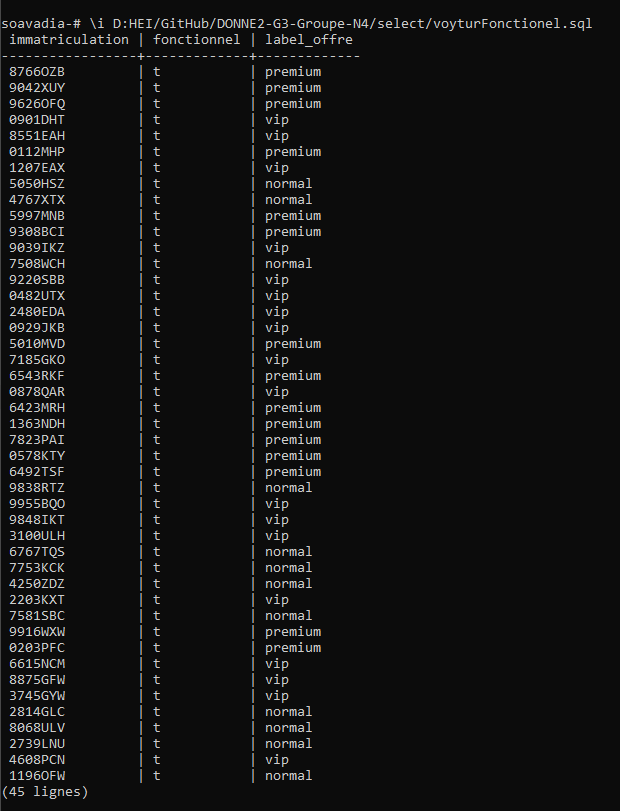 soavadia-# \i D:HEI/GitHub/DONNE2-G3-Groupe-N4/select/voyturFonctionel.sql
 immatriculation | fonctionnel | label_offre
-----------------+-------------+-------------
 8766OZB         | t           | premium
 9042XUY         | t           | premium
 9626OFQ         | t           | premium
 0901DHT         | t           | vip
 8551EAH         | t           | vip
 0112MHP         | t           | premium
 1207EAX         | t           | vip
 5050HSZ         | t           | normal
 4767XTX         | t           | normal
 5997MNB         | t           | premium
 9308BCI         | t           | premium
 9039IKZ         | t           | vip
 7508WCH         | t           | normal
 9220SBB         | t           | vip
 0482UTX         | t           | vip
 2480EDA         | t           | vip
 0929JKB         | t           | vip
 5010MVD         | t           | premium
 7185GKO         | t           | vip
 6543RKF         | t           | premium
 0878QAR         | t           | vip
 6423MRH         | t           | premium
 1363NDH         | t           | premium
 7823PAI         | t           | premium
 0578KTY         | t           | premium
 6492TSF         | t           | premium
 9838RTZ         | t           | normal
 9955BQO         | t           | vip
 9848IKT         | t           | vip
 3100ULH         | t           | vip
 6767TQS         | t           | normal
 7753KCK         | t           | normal
 4250ZDZ         | t           | normal
 2203KXT         | t           | vip
 7581SBC         | t           | normal
 9916WXW         | t           | premium
 0203PFC         | t           | premium
 6615NCM         | t           | vip
 8875GFW         | t           | vip
 3745GYW         | t           | vip
 2814GLC         | t           | normal
 8068ULV         | t           | normal
 2739LNU         | t           | normal
 4608PCN         | t           | vip
 1196OFW         | t           | normal
(45 lignes)